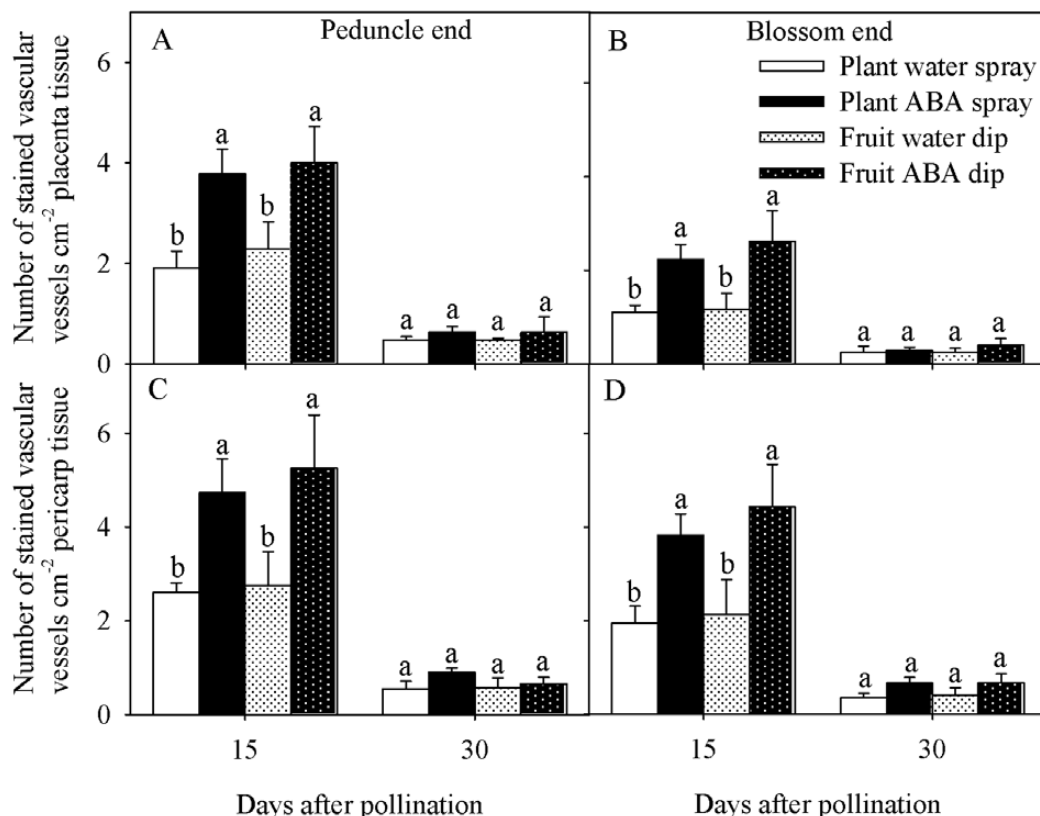 A
Peduncle end
B
Blossom end
Plant water spray
Plant ABA spray
Fruit water dip
Fruit ABA dip
Number of stained vascular
vessels cm⁻² placenta tissue
6
4
2
0
b
a
b
a
a
a
a
a
b
a
b
a
a
a
a
a
C
D
Number of stained vascular
vessels cm⁻² pericarp tissue
6
4
2
0
b
a
b
a
a
a
a
a
b
a
b
a
a
a
a
a
15
30
15
30
Days after pollination
Days after pollination